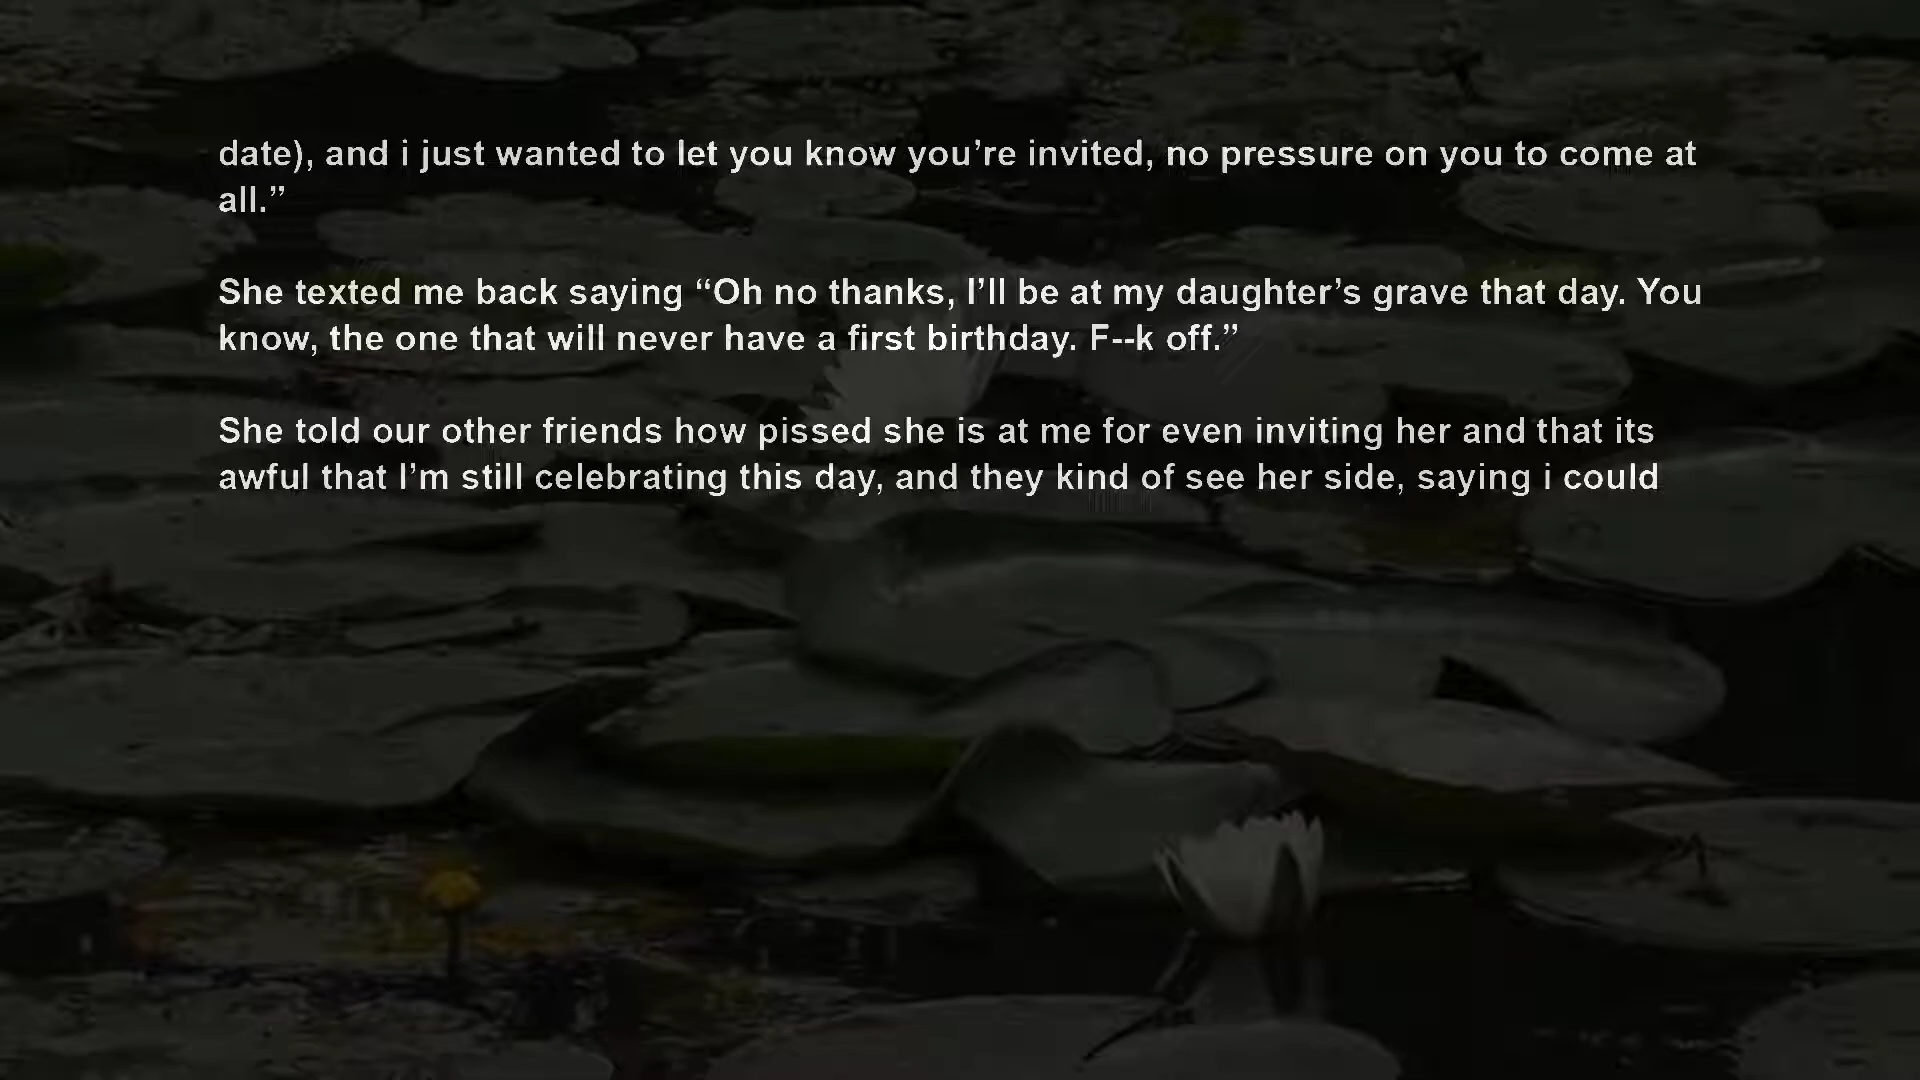 date), and i just wanted to let you know you’re invited, no pressure on you to come at
all.”
She texted me back saying “Oh no thanks, I’ll be at my daughter’s grave that day. You
know, the one that will never have a first birthday. F--k off.”
She told our other friends how pissed she is at me for even inviting her and that its
awful that I’m still celebrating this day, and they kind of see her side, saying i could